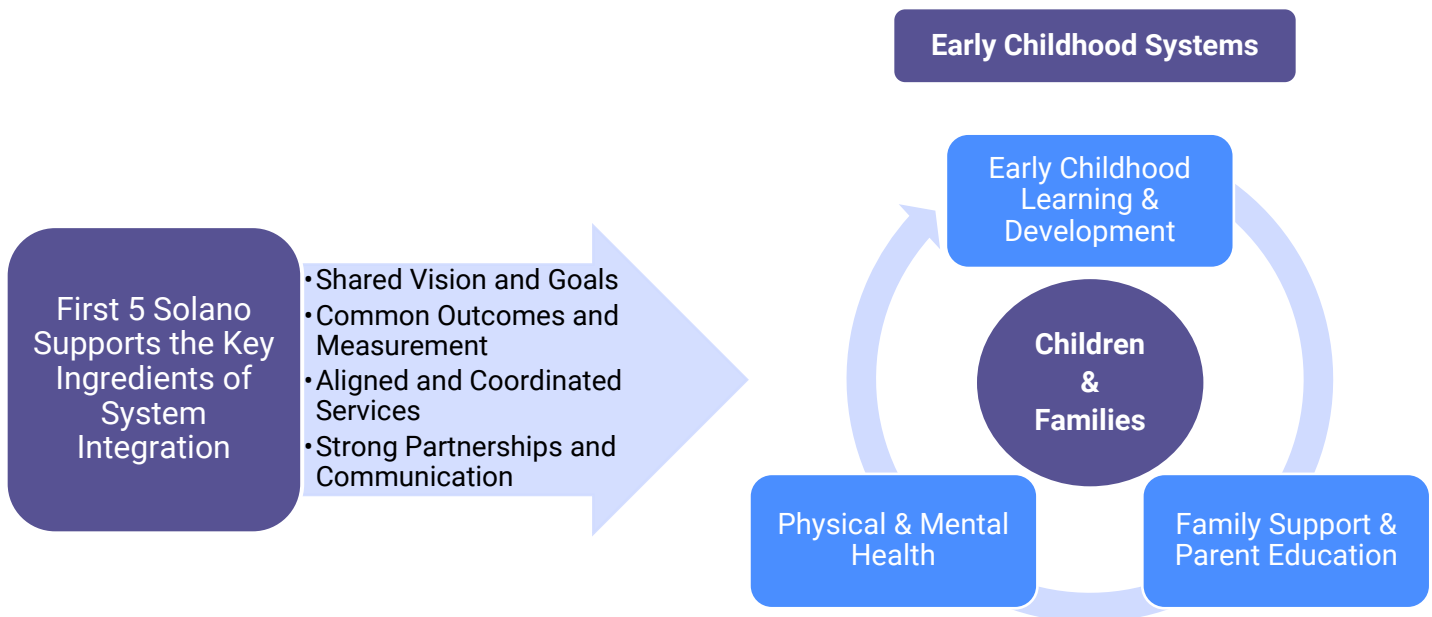 First 5 Solano
Supports the Key
Ingredients of
System
Integration
•Shared Vision and Goals
•Common Outcomes and
Measurement
•Aligned and Coordinated
Services
•Strong Partnerships and
Communication
Early Childhood Systems
Early Childhood
Learning &
Development
Children
&
Families
Physical & Mental
Health
Family Support &
Parent Education